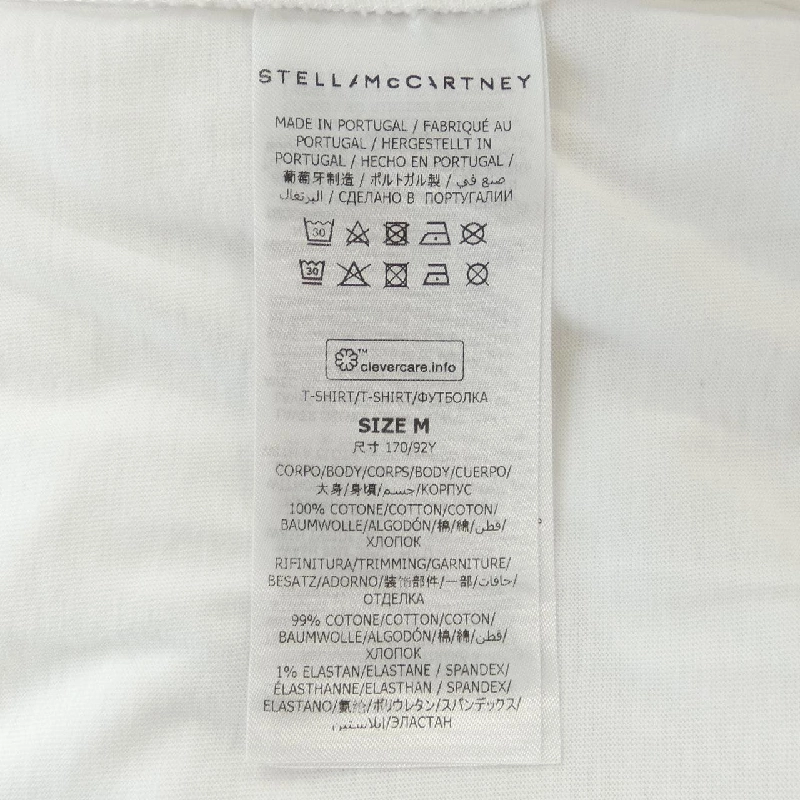 STELLA McCARTNEY
MADE IN PORTUGAL / FABRIQUÉ AU
PORTUGAL / HERGESTELLT IN
PORTUGAL / HECHO EN PORTUGAL /
葡萄牙制造 / ポルトガル製 / صنع في
البرتغال / СДЕЛАНО В ПОРТУГАЛИИ
30
30
™
clevercare.info
T-SHIRT/T-SHIRT/ФУТБОЛКА
SIZE M
尺寸 170/92Y
CORPO/BODY/CORPS/BODY/CUERPO/
大身/身頃/جسم/КОРПУС
100% COTONE/COTTON/COTON/
BAUMWOLLE/ALGODÓN/棉/綿/قطن/
ХЛОПОК
RIFINITURA/TRIMMING/GARNITURE/
BESATZ/ADORNO/装饰部件/一部/حافات/
ОТДЕЛКА
99% COTONE/COTTON/COTON/
BAUMWOLLE/ALGODÓN/棉/綿/قطن/
ХЛОПОК
1% ELASTAN/ELASTANE / SPANDEX/
ÉLASTHANNE/ELASTHAN / SPANDEX/
ELASTANO/氨纶/ポリウレタン/スパンデックス/
إيلاستين/ЭЛАСТАН